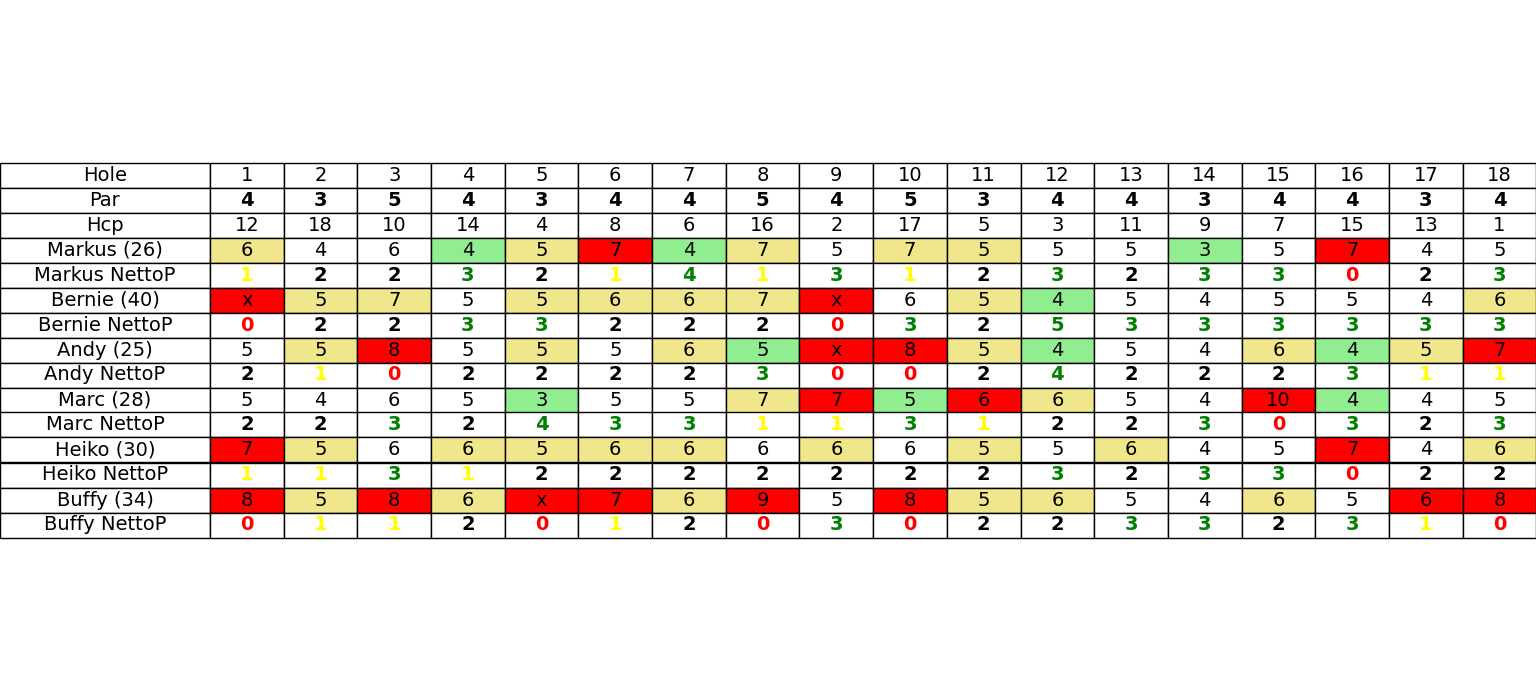 Hole 1 2 3 4 5 6 7 8 9 10 11 12 13 14 15 16 17 18
Par 4 3 5 4 3 4 4 5 4 5 3 4 4 3 4 4 3 4
Hcp 12 18 10 14 4 8 6 16 2 17 5 3 11 9 7 15 13 1
Markus (26) 6 4 6 4 5 7 4 7 5 7 5 5 5 3 5 7 4 5
Markus NettoP 1 2 2 3 2 1 4 1 3 1 2 3 2 3 3 0 2 3
Bernie (40) x 5 7 5 5 6 6 7 x 6 5 4 5 4 5 5 4 6
Bernie NettoP 0 2 2 3 3 2 2 2 0 3 2 5 3 3 3 3 3 3
Andy (25) 5 5 8 5 5 5 6 5 x 8 5 4 5 4 6 4 5 7
Andy NettoP 2 1 0 2 2 2 2 3 0 0 2 4 2 2 2 3 1 1
Marc (28) 5 4 6 5 3 5 5 7 7 5 6 6 5 4 10 4 4 5
Marc NettoP 2 2 3 2 4 3 3 1 1 3 1 2 2 3 0 3 2 3
Heiko (30) 7 5 6 6 5 6 6 6 6 6 5 5 6 4 5 7 4 6
Heiko NettoP 1 1 3 1 2 2 2 2 2 2 2 3 2 3 3 0 2 2
Buffy (34) 8 5 8 6 x 7 6 9 5 8 5 6 5 4 6 5 6 8
Buffy NettoP 0 1 1 2 0 1 2 0 3 0 2 2 3 3 2 3 1 0